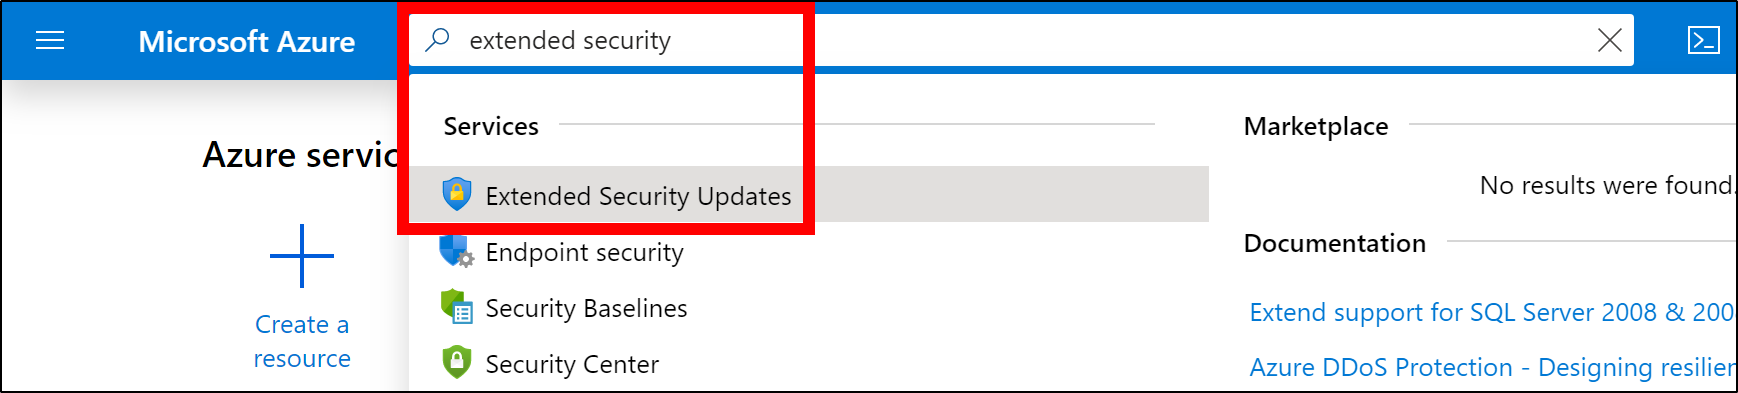 Microsoft Azure
extended security
Azure servic
Create a
resource
Services
Extended Security Updates
Endpoint security
Security Baselines
Security Center
Marketplace
No results were found.
Documentation
Extend support for SQL Server 2008 & 200
Azure DDoS Protection - Designing resilien